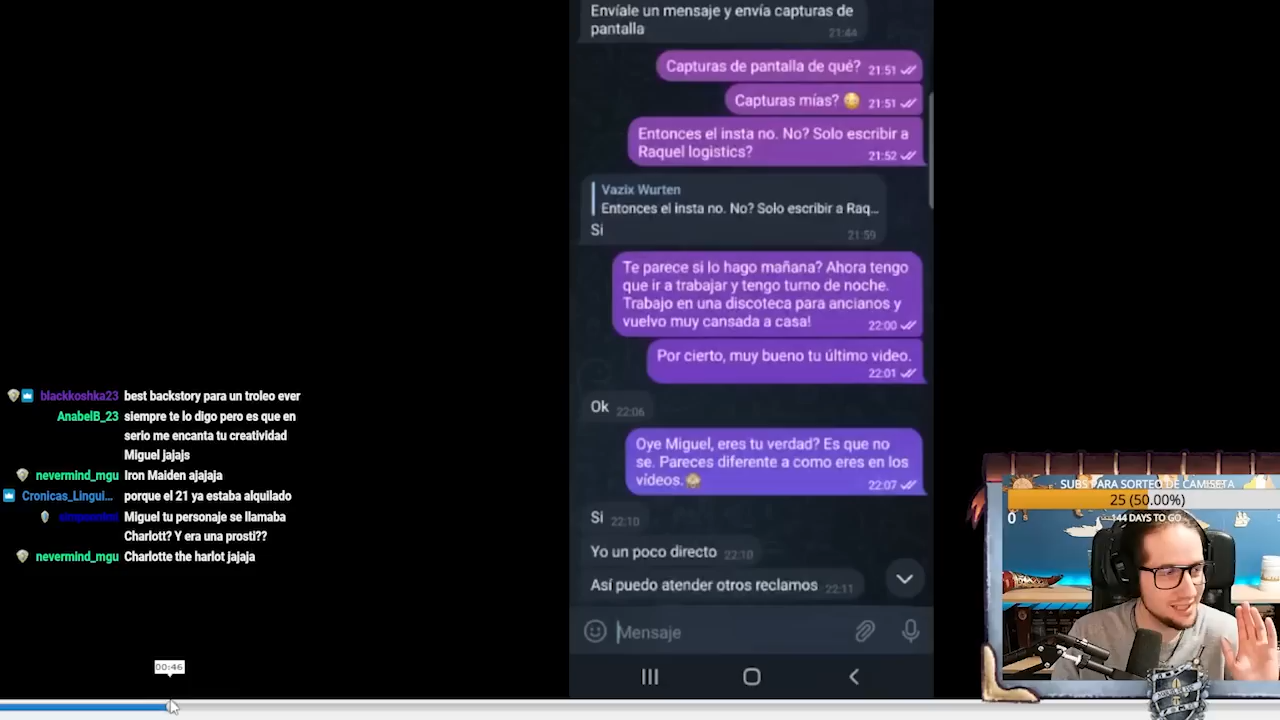 Envíale un mensaje y envía capturas de
pantalla
21:44
Capturas de pantalla de qué? 21:51
Capturas mías? 21:51
Entonces el insta no. No? Solo escribir a
Raquel logistics? 21:52
Vazix Wurten
Entonces el insta no. No? Solo escribir a Raq...
Si
21:59
Te parece si lo hago mañana? Ahora tengo
que ir a trabajar y tengo turno de noche.
Trabajo en una discoteca para ancianos y
vuelvo muy cansada a casa! 22:00
Por cierto, muy bueno tu último video.
22:01
Ok 22:06
Oye Miguel, eres tu verdad? Es que no
se. Pareces diferente a como eres en los
vídeos. 22:07
Si 22:10
Yo un poco directo 22:10
Así puedo atender otros reclamos 22:11
Mensaje
blackkoshka23 best backstory para un troleo ever
AnabelB_23 siempre te lo digo pero es que en
serio me encanta tu creatividad
Miguel jajajs
nevermind_mgu Iron Maiden ajajaja
Cronicas_Lingui... porque el 21 ya estaba alquilado
Miguel tu personaje se llamaba
Charlott? Y era una prosti??
nevermind_mgu Charlotte the harlot jajaja
00:46
SUBS PARA SORTEO DE CAMISETA
25 (50.00%)
0
144 DAYS TO GO